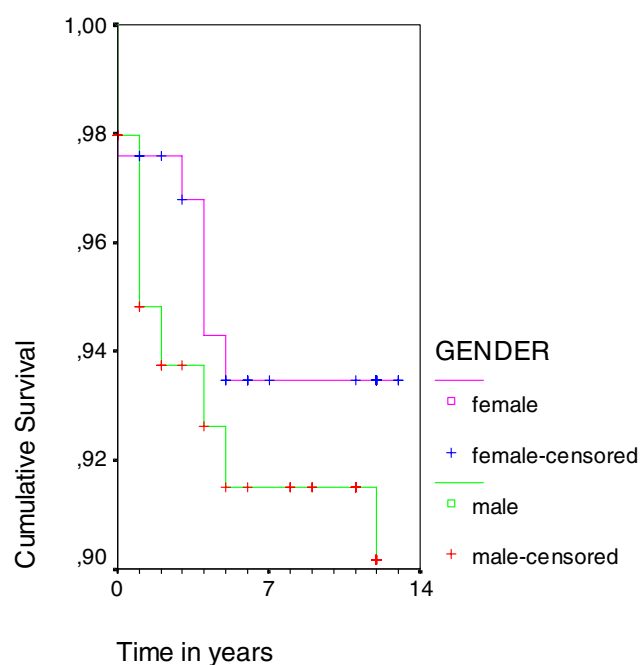 1,00
,98
,96
,94
,92
,90
Cumulative Survival
0
7
14
Time in years
GENDER
female
female-censored
male
male-censored